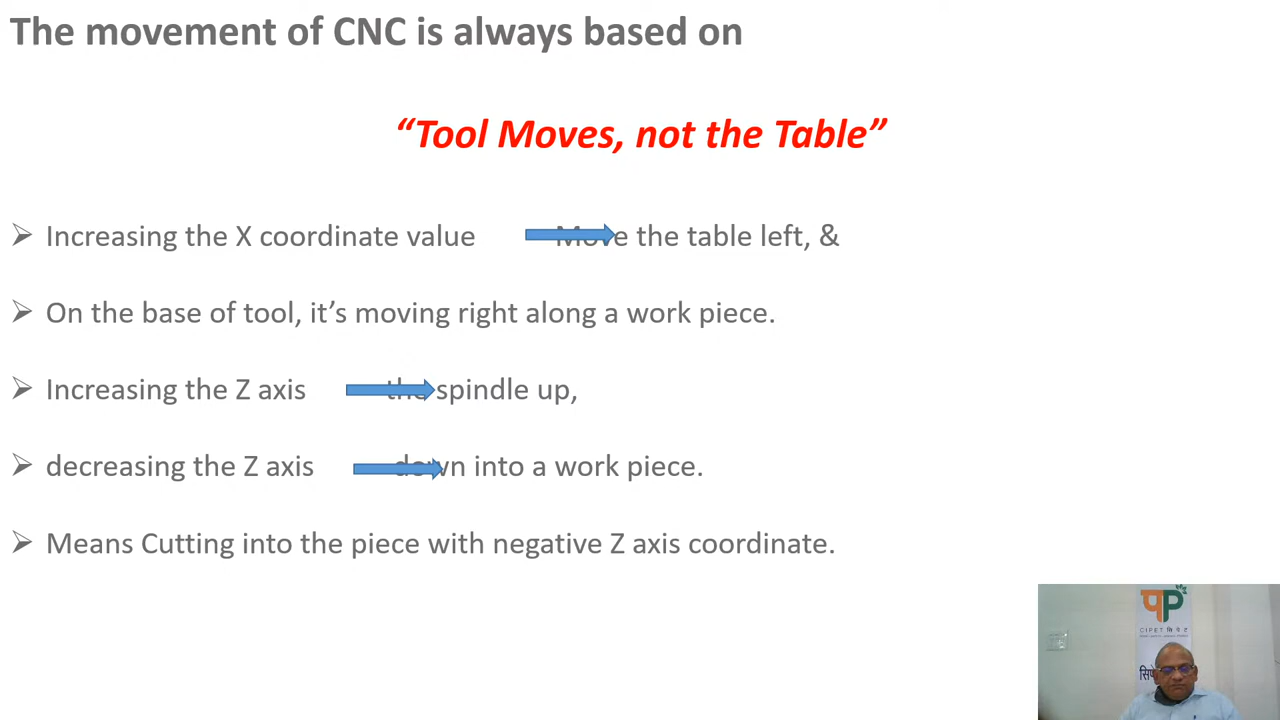 The movement of CNC is always based on
“Tool Moves, not the Table”
Increasing the X coordinate value Move the table left, &
On the base of tool, it’s moving right along a work piece.
Increasing the Z axis the spindle up,
decreasing the Z axis down into a work piece.
Means Cutting into the piece with negative Z axis coordinate.
CIPET सिपेट